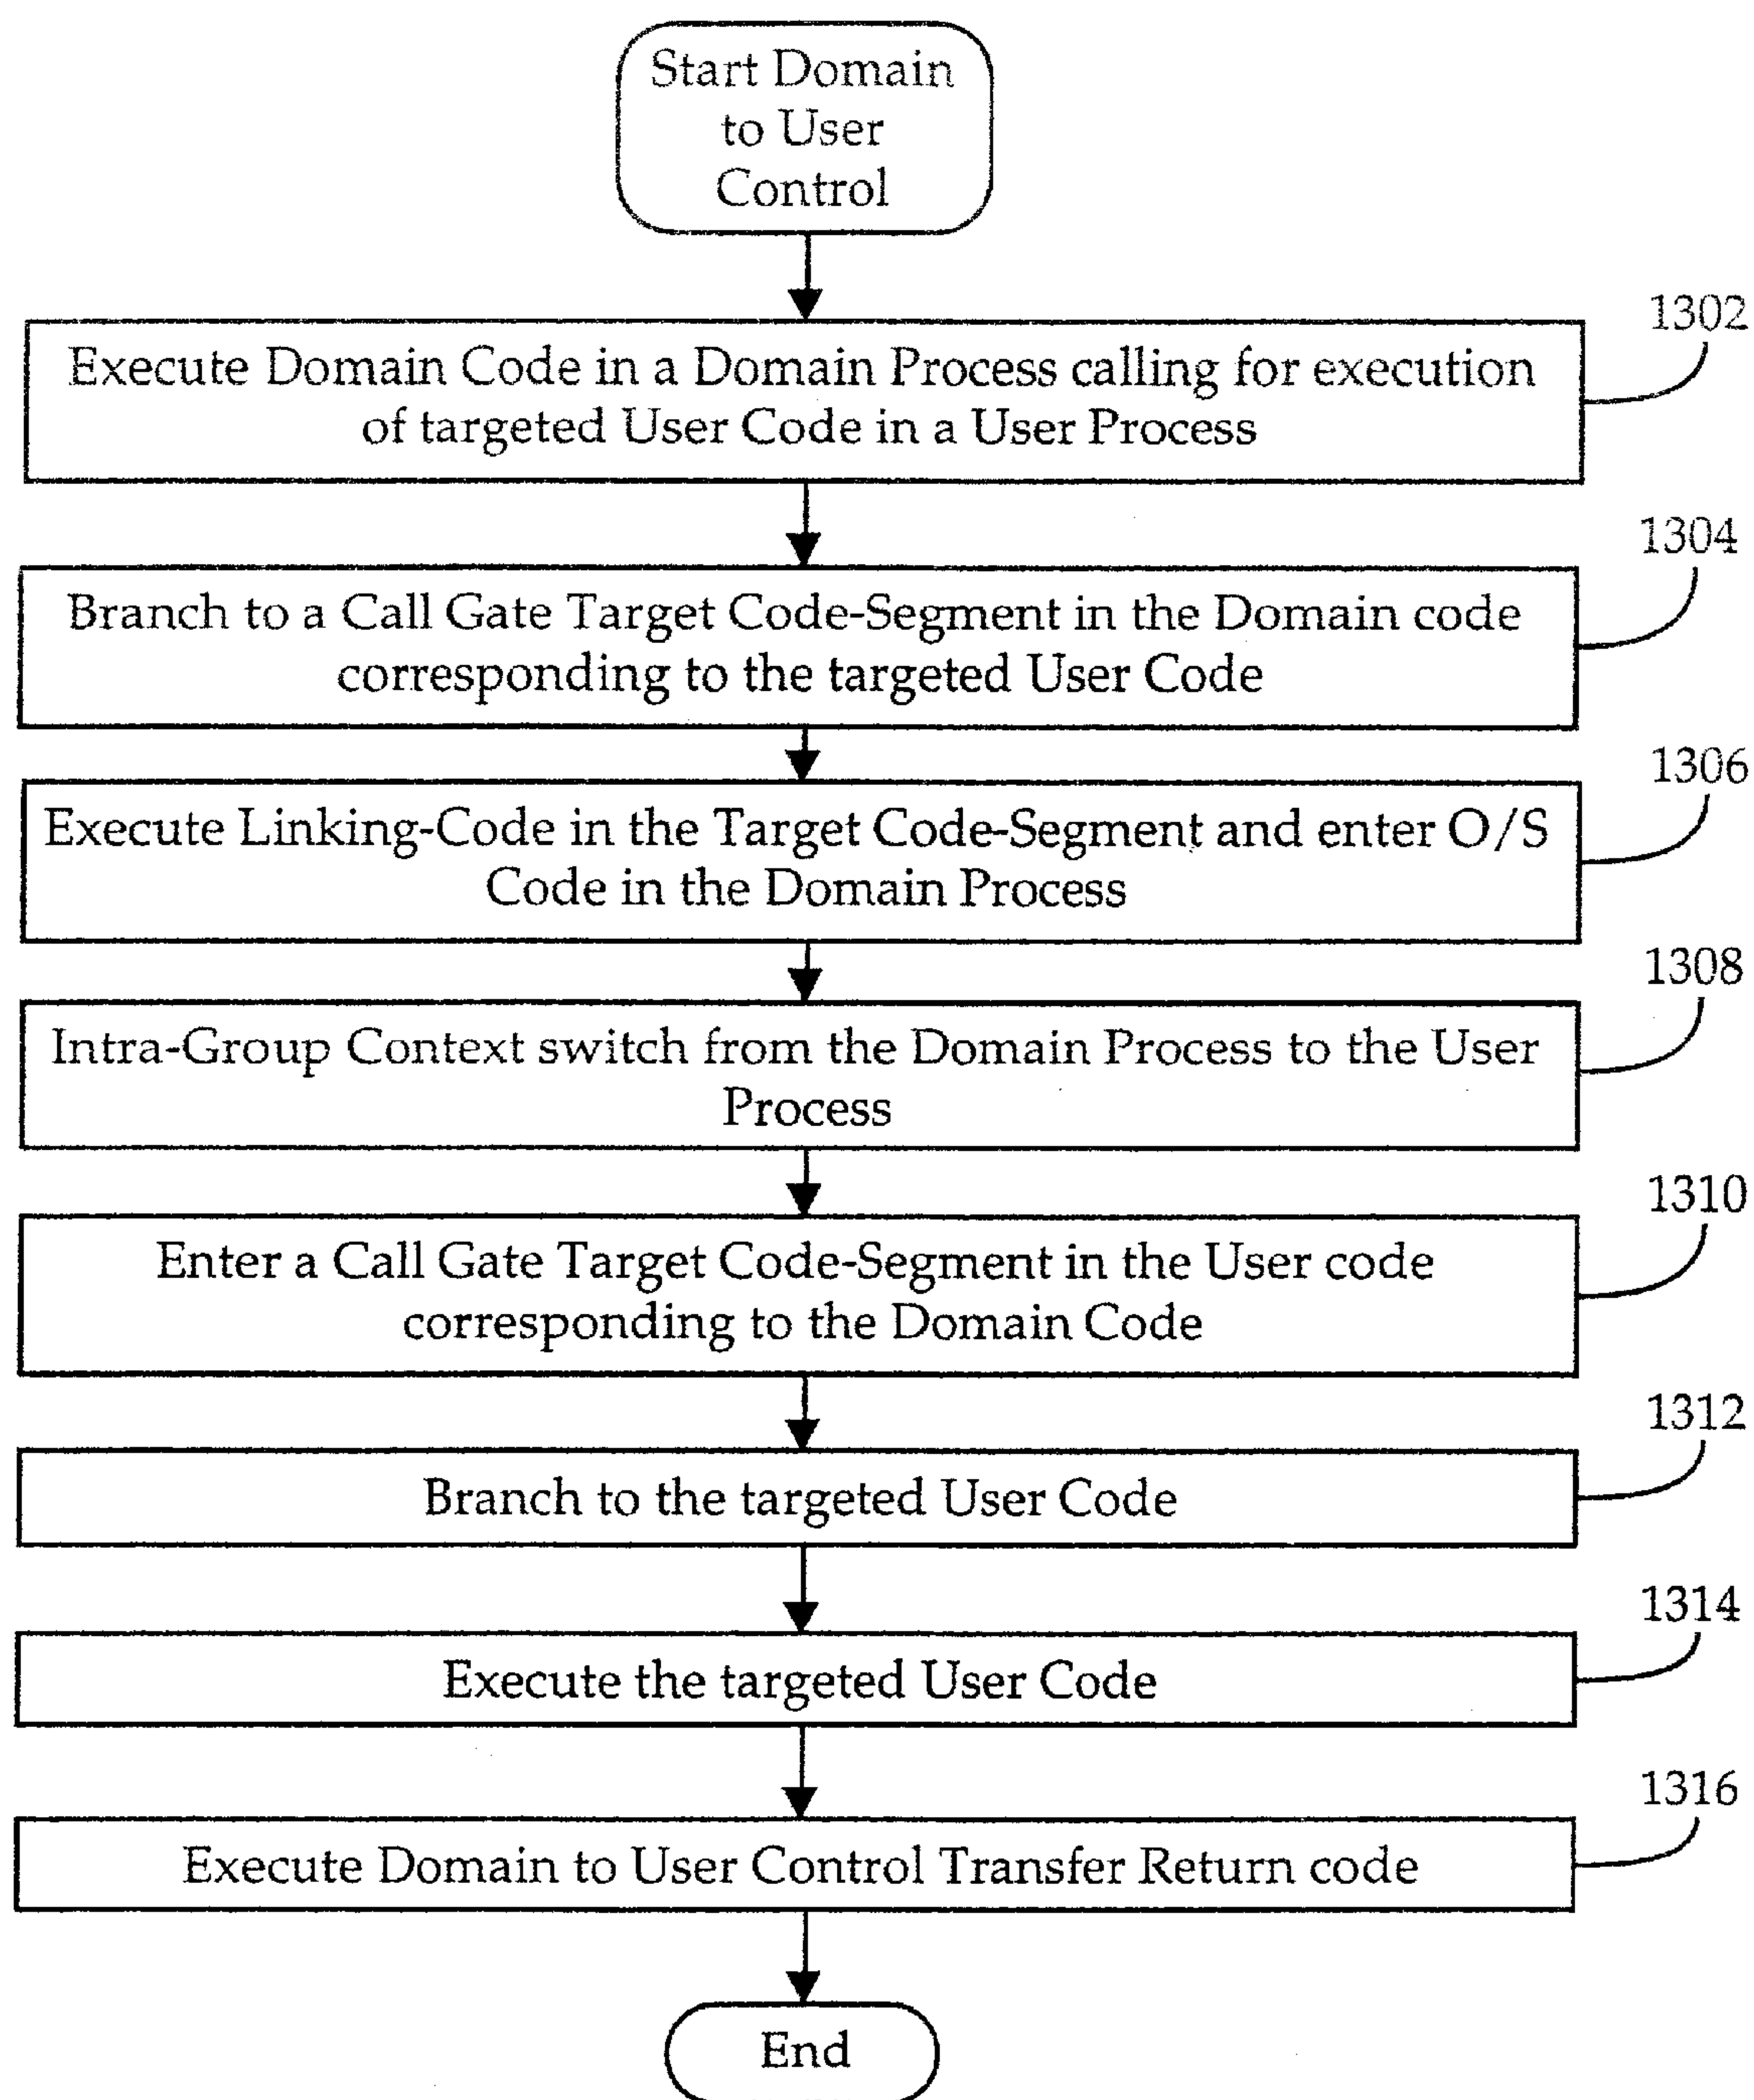 Start Domain
to User
Control
1302
Execute Domain Code in a Domain Process calling for execution
of targeted User Code in a User Process
1304
Branch to a Call Gate Target Code-Segment in the Domain code
corresponding to the targeted User Code
1306
Execute Linking-Code in the Target Code-Segment and enter O/S
Code in the Domain Process
1308
Intra-Group Context switch from the Domain Process to the User
Process
1310
Enter a Call Gate Target Code-Segment in the User code
corresponding to the Domain Code
1312
Branch to the targeted User Code
1314
Execute the targeted User Code
1316
Execute Domain to User Control Transfer Return code
End